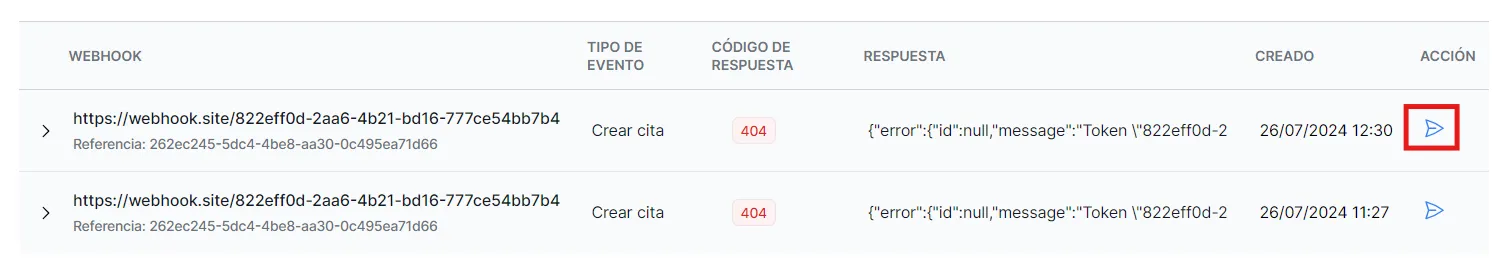 WEBHOOK
TIPO DE
EVENTO
CÓDIGO DE
RESPUESTA
RESPUESTA
CREADO
ACCIÓN
https://webhook.site/822eff0d-2aa6-4b21-bd16-777ce54bb7b4
Referencia: 262ec245-5dc4-4be8-aa30-0c495ea71d66
Crear cita
404
{"error":{"id":null,"message":"Token \"822eff0d-2
26/07/2024 12:30
https://webhook.site/822eff0d-2aa6-4b21-bd16-777ce54bb7b4
Referencia: 262ec245-5dc4-4be8-aa30-0c495ea71d66
Crear cita
404
{"error":{"id":null,"message":"Token \"822eff0d-2
26/07/2024 11:27